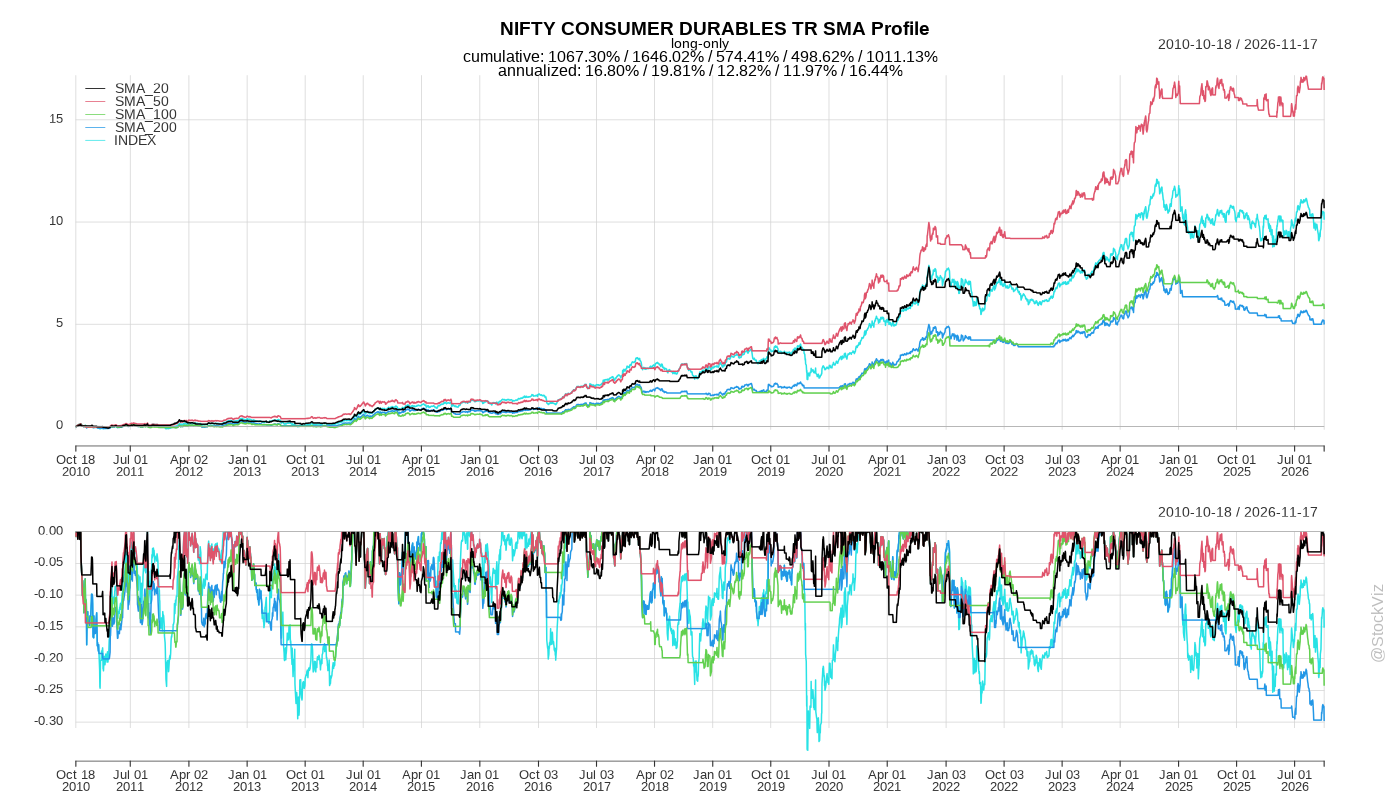 NIFTY CONSUMER DURABLES TR SMA Profile
long-only
cumulative: 1067.30% / 1646.02% / 574.41% / 498.62% / 1011.13%
annualized: 16.80% / 19.81% / 12.82% / 11.97% / 16.44%
2010-10-18 / 2026-11-17
SMA_20
SMA_50
SMA_100
SMA_200
INDEX
15
10
5
0
Oct 18 Jul 01 Apr 02 Jan 01 Oct 01 Jul 01 Apr 01 Jan 01 Oct 03 Jul 03 Apr 02 Jan 01 Oct 01 Jul 01 Apr 01 Jan 03 Oct 03 Jul 03 Apr 01 Jan 01 Oct 01 Jul 01
2010 2011 2012 2013 2013 2014 2015 2016 2016 2017 2018 2019 2019 2020 2021 2022 2022 2023 2024 2025 2025 2026
2010-10-18 / 2026-11-17
0.00
-0.05
-0.10
-0.15
-0.20
-0.25
-0.30
Oct 18 Jul 01 Apr 02 Jan 01 Oct 01 Jul 01 Apr 01 Jan 01 Oct 03 Jul 03 Apr 02 Jan 01 Oct 01 Jul 01 Apr 01 Jan 03 Oct 03 Jul 03 Apr 01 Jan 01 Oct 01 Jul 01
2010 2011 2012 2013 2013 2014 2015 2016 2016 2017 2018 2019 2019 2020 2021 2022 2022 2023 2024 2025 2025 2026
@StockViz